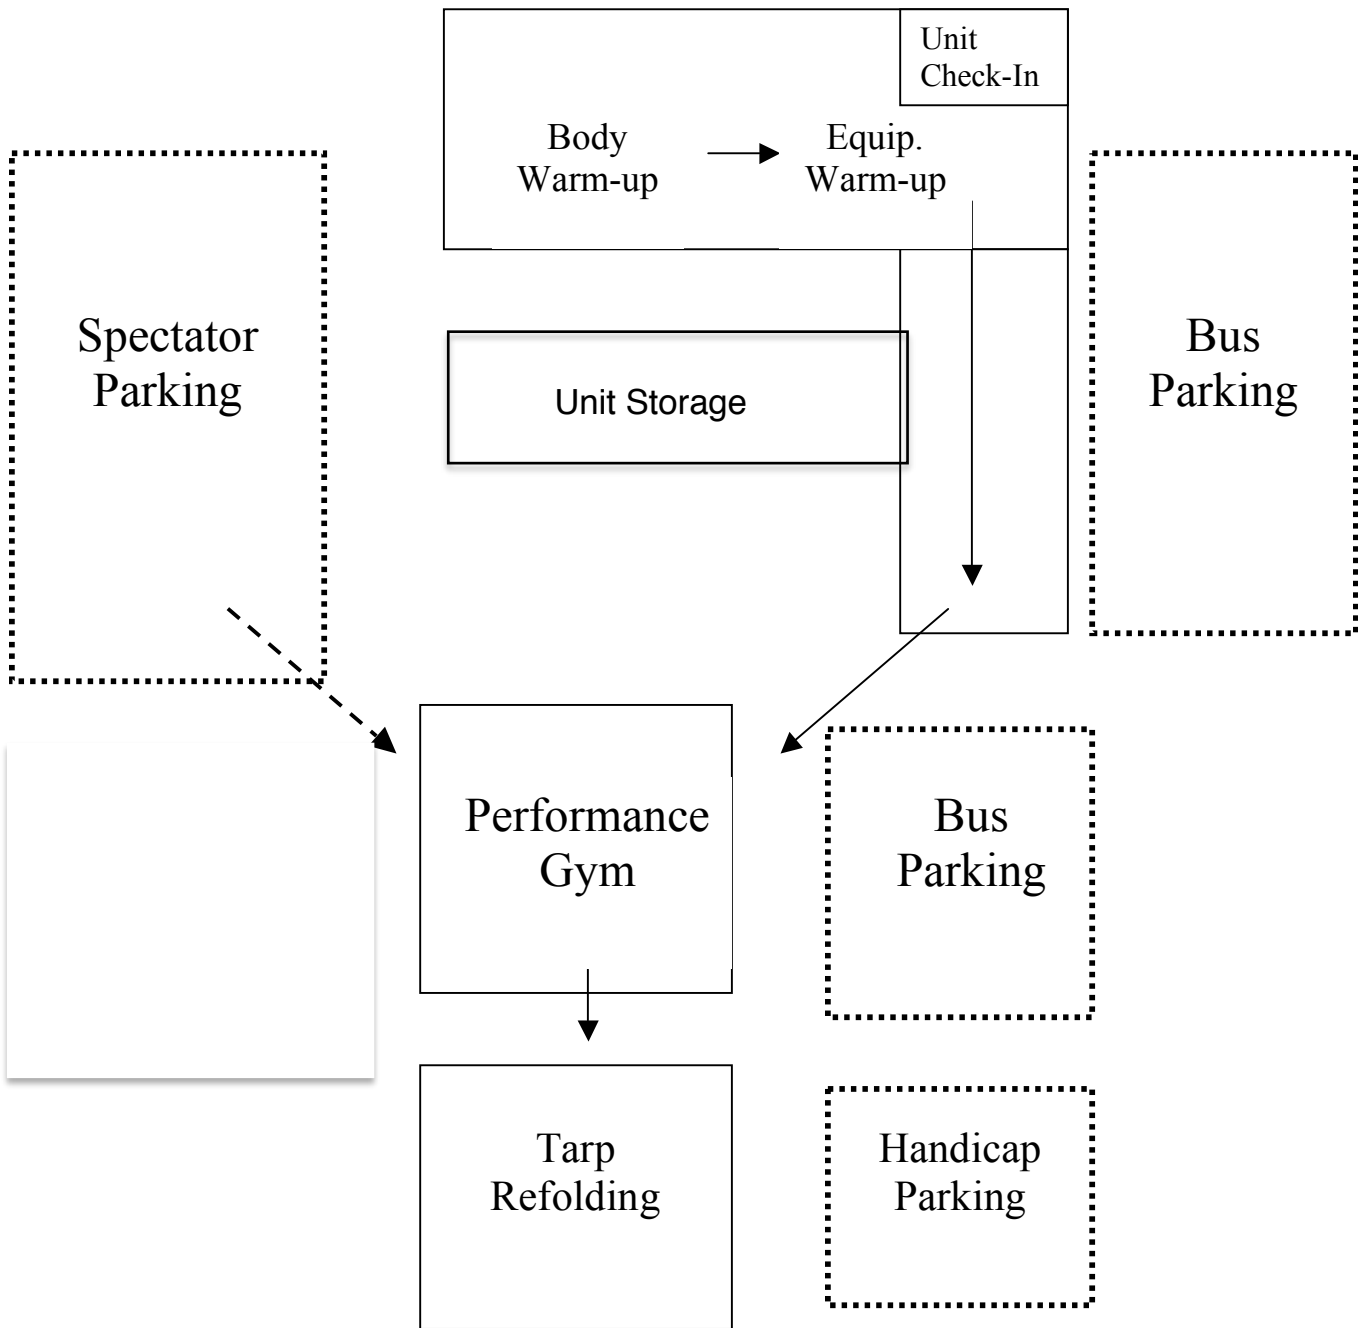 Unit
Check-In
Body
Warm-up
Equip.
Warm-up
Spectator
Parking
Unit Storage
Bus
Parking
Performance
Gym
Bus
Parking
Tarp
Refolding
Handicap
Parking